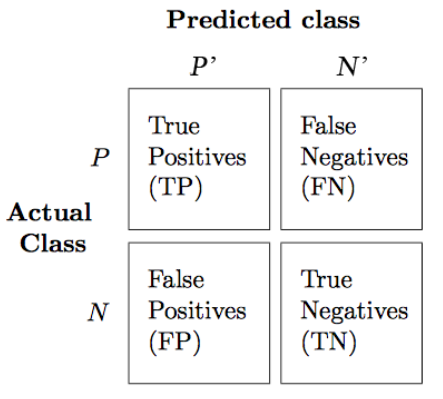 Predicted class
P’ N’
True
Positives
(TP)
False
Negatives
(FN)
P
Actual
Class
False
Positives
(FP)
True
Negatives
(TN)
N